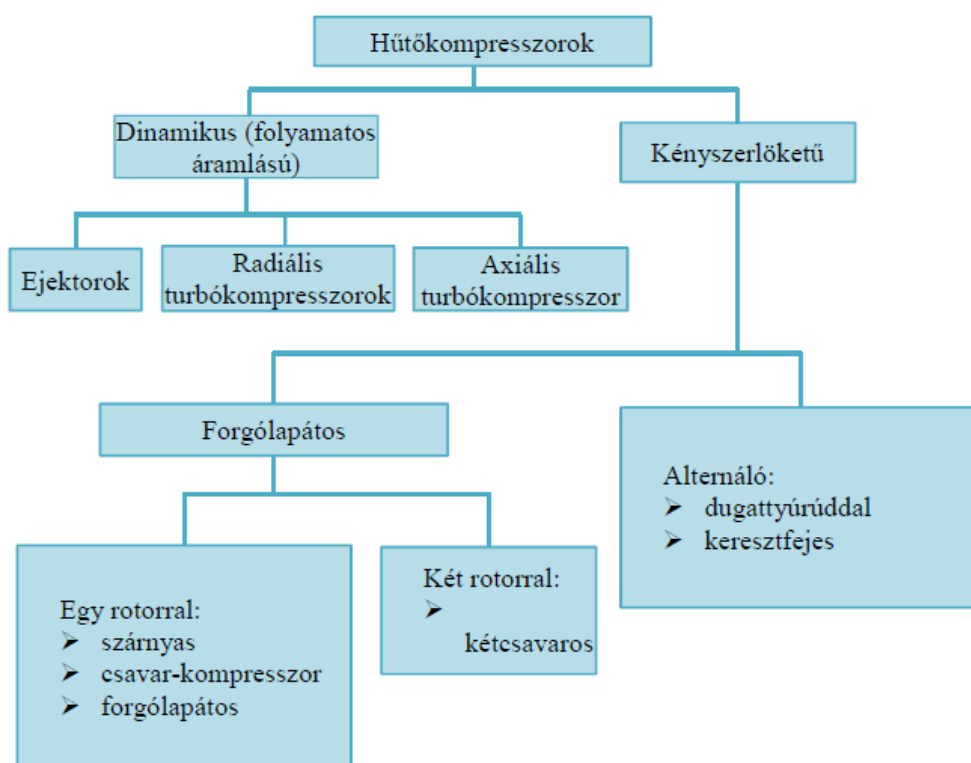 Hűtőkompresszorok
Dinamikus (folyamatos
áramlású)
Kényszerlöketű
Ejektorok
Radiális
turbókompresszorok
Axiális
turbókompresszor
Forgólapátos
Alternáló:
➤ dugattyúrúddal
➤ keresztfejes
Egy rotorral:
➤ szárnyas
➤ csavar-kompresszor
➤ forgólapátos
Két rotorral:
➤
kétcsavaros